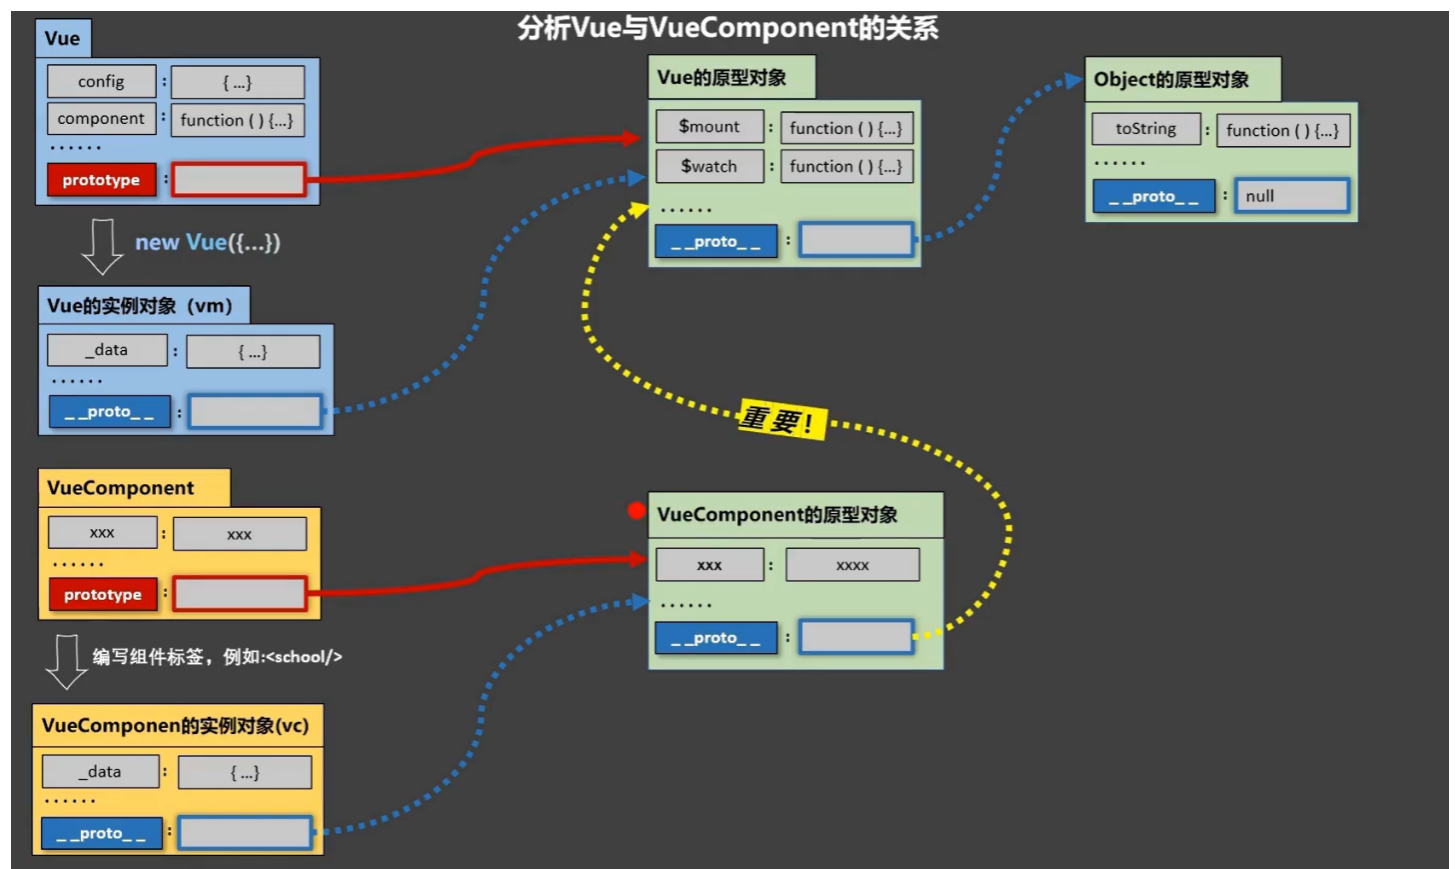 分析Vue与VueComponent的关系
Vue
config : { ...}
component : function ( ) {...}
......
prototype :
new Vue({...})
Vue的实例对象（vm）
_data : { ...}
......
_ _proto_ _ :
Vue的原型对象
$mount : function ( ) {...}
$watch : function ( ) {...}
......
_ _proto_ _ :
Object的原型对象
toString : function ( ) {...}
......
_ _proto_ _ : null
重要！
VueComponent
xxx : xxx
......
prototype :
编写组件标签，例如:<school/>
VueComponen的实例对象(vc)
_data : { ...}
......
_ _proto_ _ :
VueComponent的原型对象
xxx : xxxx
......
_ _proto_ _ :